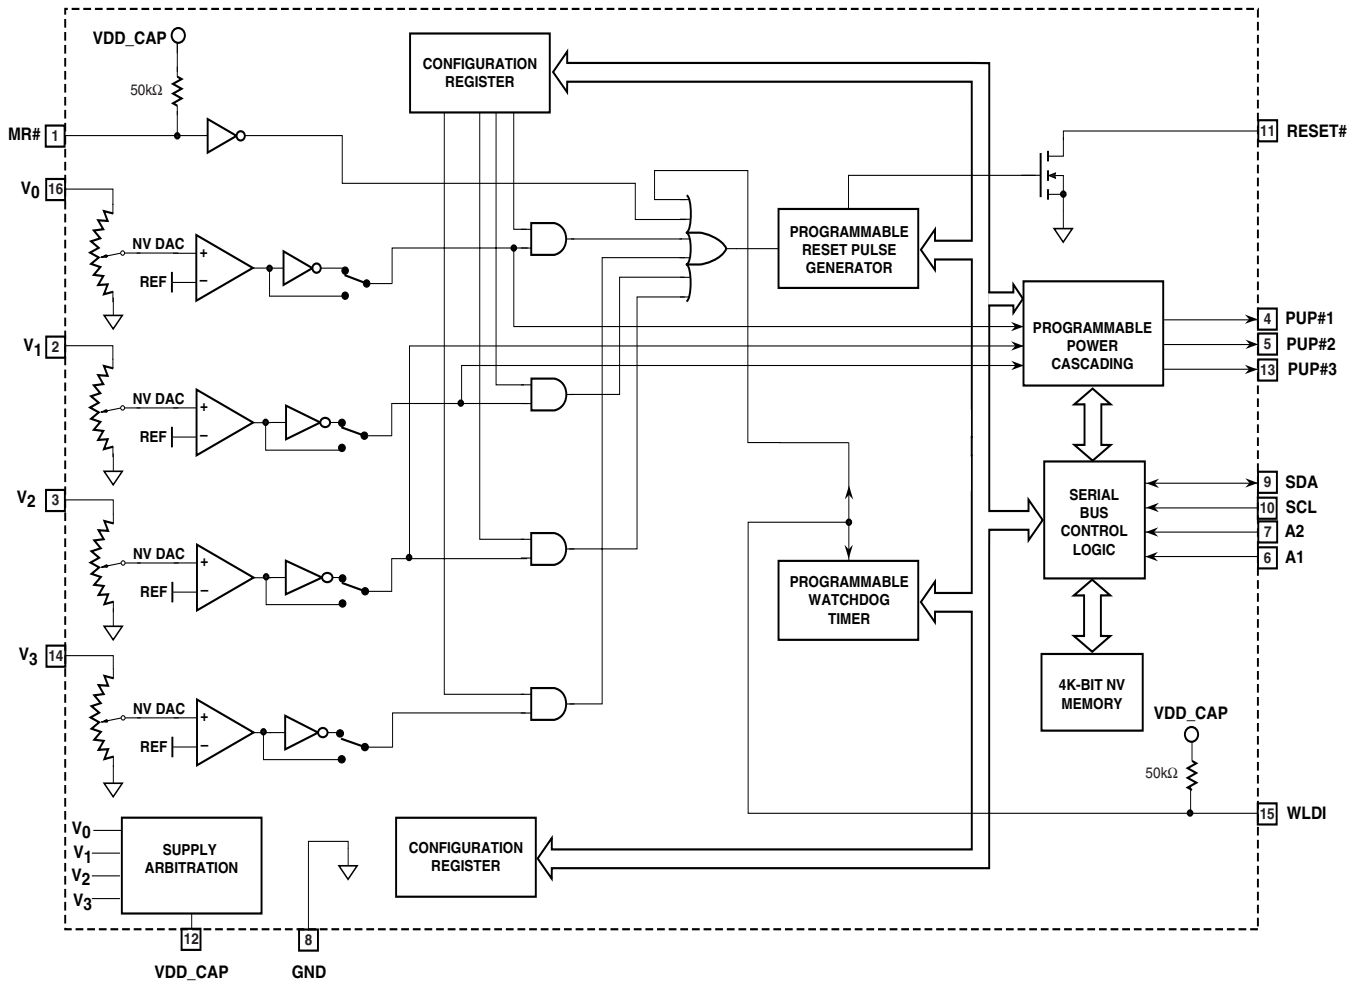 VDD_CAP
50kΩ
MR# 1
V0 16
NV DAC
+
REF
−
V1 2
NV DAC
+
REF
−
V2 3
NV DAC
+
REF
−
V3 14
NV DAC
+
REF
−
CONFIGURATION
REGISTER
PROGRAMMABLE
RESET PULSE
GENERATOR
11 RESET#
PROGRAMMABLE
POWER
CASCADING
4 PUP#1
5 PUP#2
13 PUP#3
SERIAL
BUS
CONTROL
LOGIC
9 SDA
10 SCL
7 A2
6 A1
PROGRAMMABLE
WATCHDOG
TIMER
4K-BIT NV
MEMORY
VDD_CAP
50kΩ
15 WLDI
V0
V1
V2
V3
SUPPLY
ARBITRATION
CONFIGURATION
REGISTER
12
VDD_CAP
8
GND